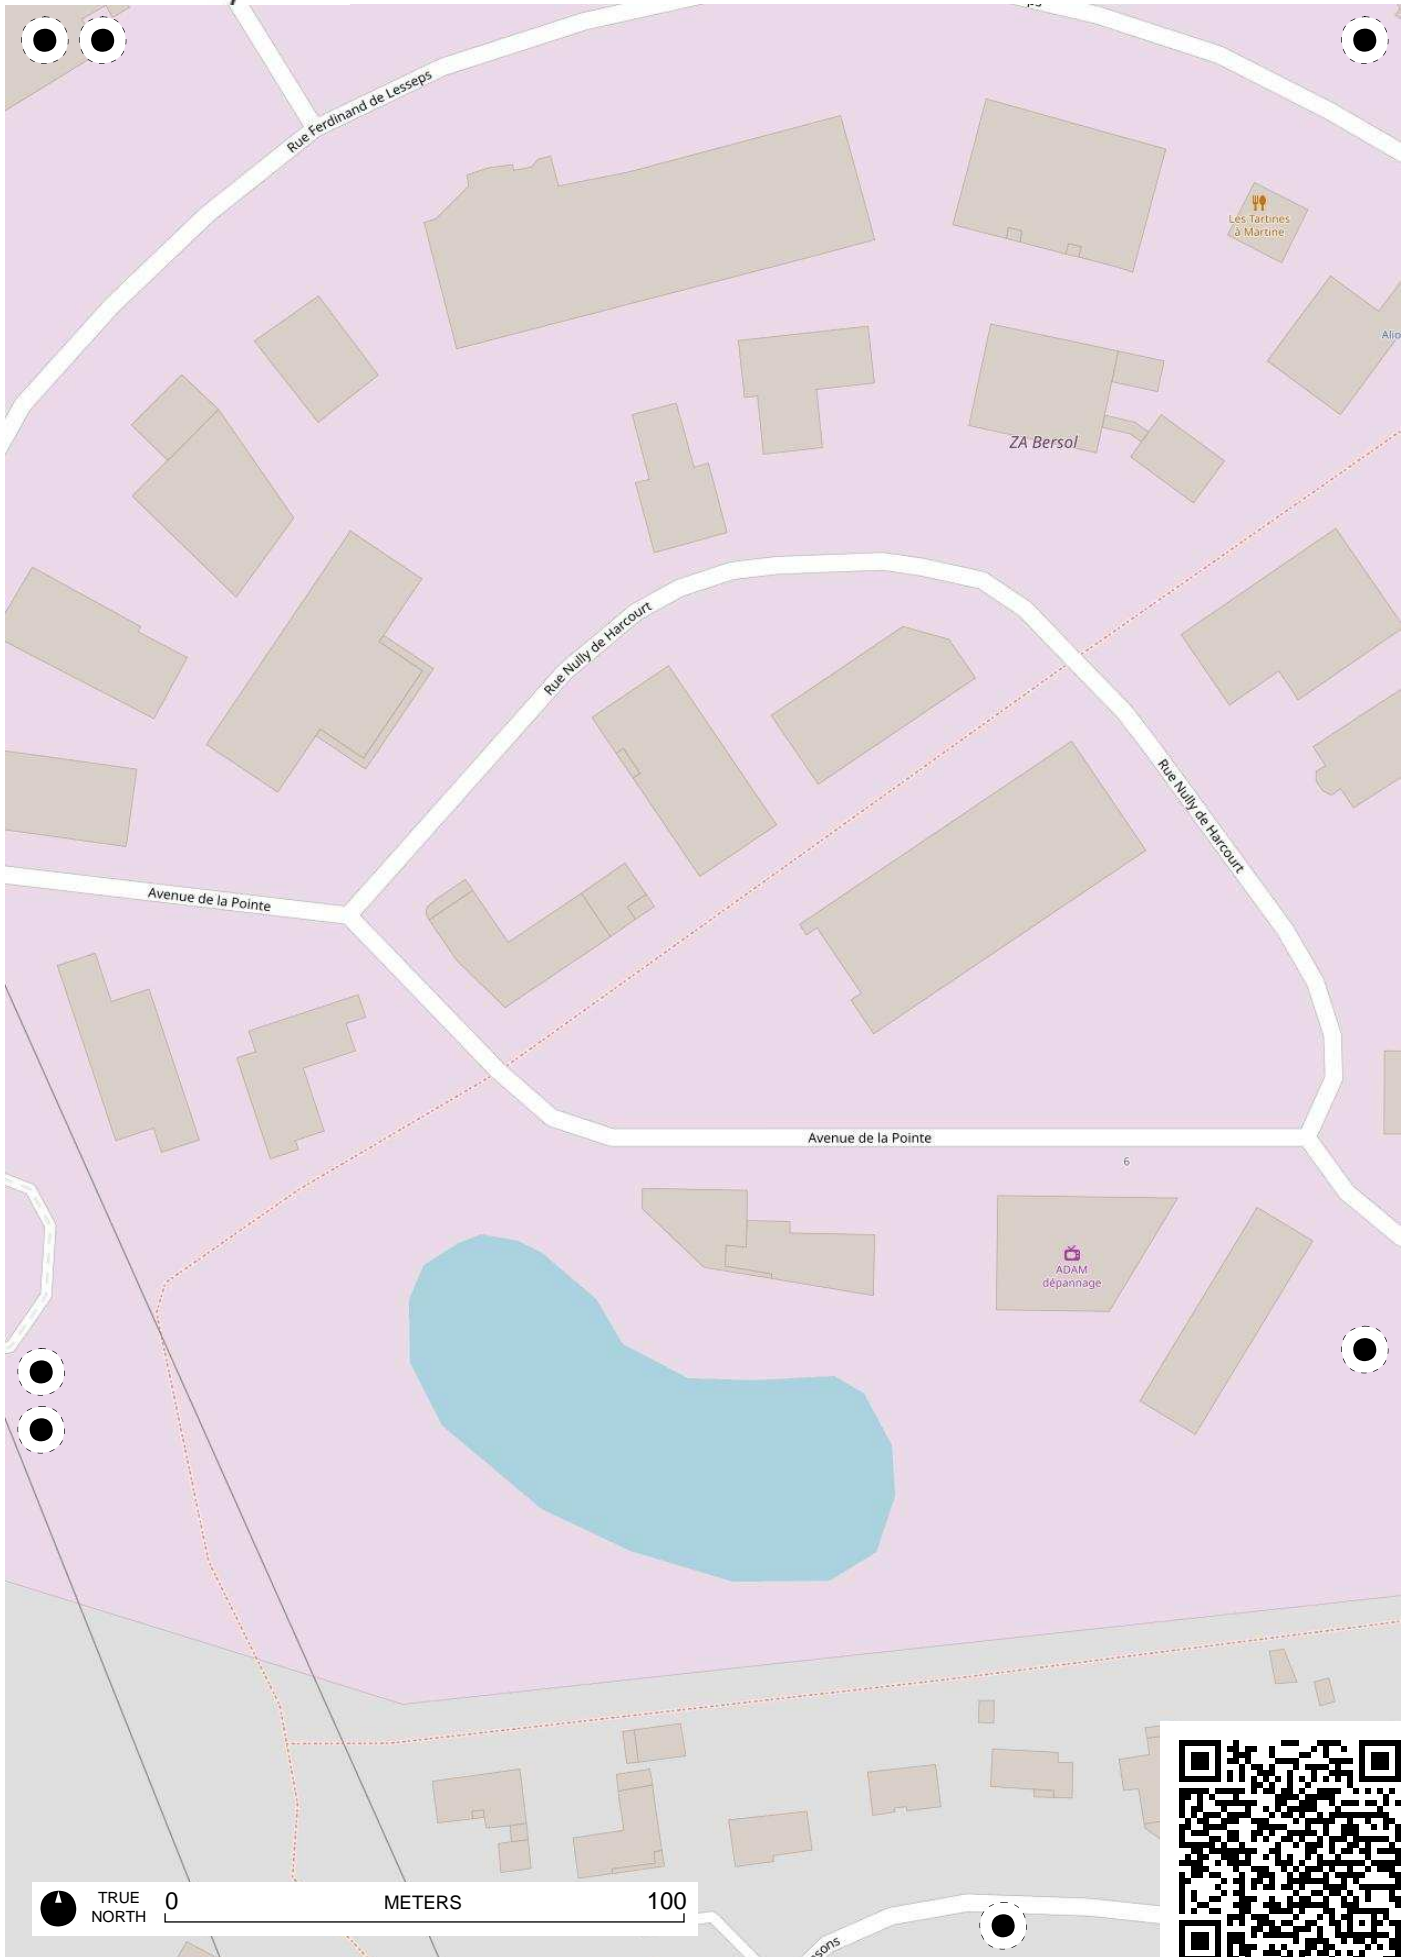 Rue Ferdinand de Lesseps
Les Tartines
à Martine
ZA Bersol
Rue Nully de Harcourt
Rue Nully de Harcourt
Avenue de la Pointe
Avenue de la Pointe
6
ADAM
dépannage
TRUE
NORTH
0 METERS 100